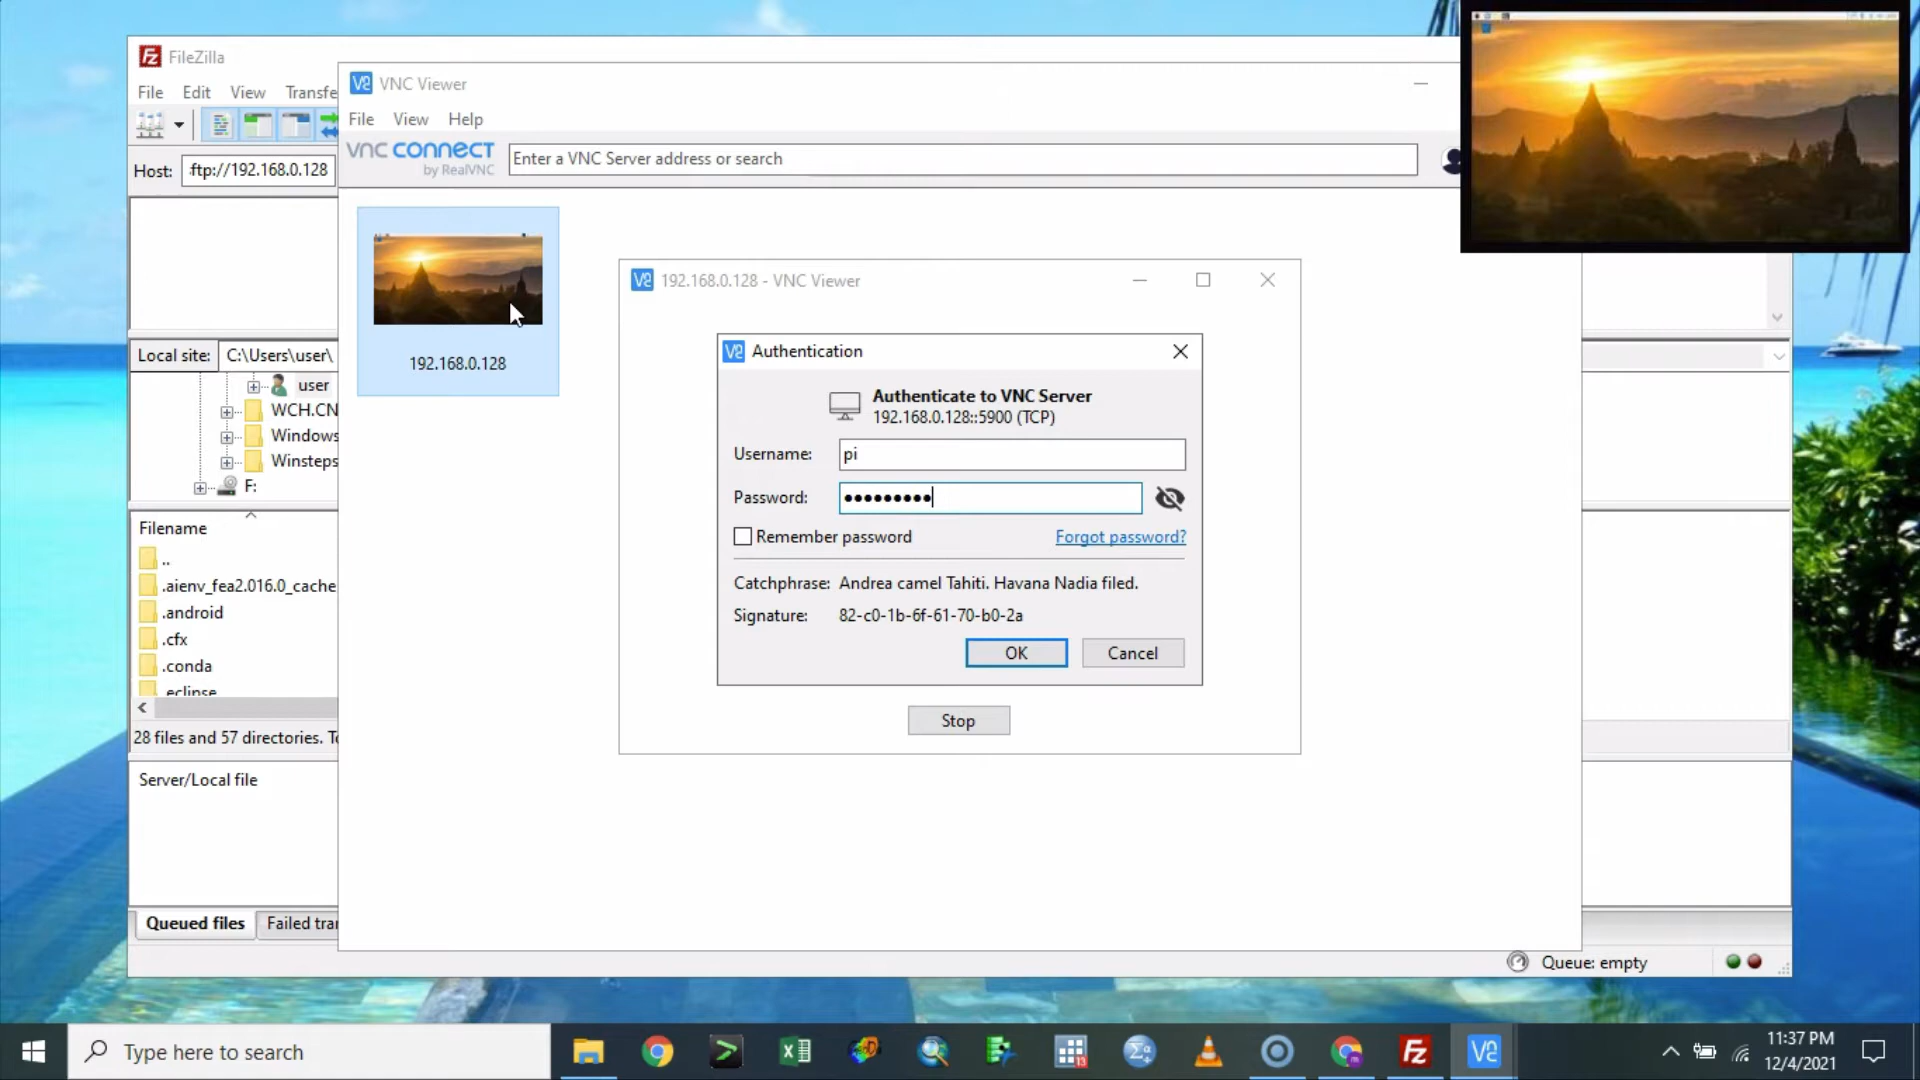 FileZilla
File Edit View Transfe
Host: ftp://192.168.0.128
VNC Viewer
File View Help
vnc connect
by RealVNC
Enter a VNC Server address or search
192.168.0.128
Local site: C:\Users\user\
user
WCH.CN
Windows
Winsteps
F:
Filename
..
.aienv_fea2.016.0_cache
.android
.cfx
.conda
.eclipse
28 files and 57 directories. To
Server/Local file
Queued files Failed tran
Queue: empty
192.168.0.128 - VNC Viewer
Authentication
Authenticate to VNC Server
192.168.0.128::5900 (TCP)
Username: pi
Password: •••••••••
Remember password Forgot password?
Catchphrase: Andrea camel Tahiti. Havana Nadia filed.
Signature: 82-c0-1b-6f-61-70-b0-2a
OK Cancel
Stop
Type here to search
13
11:37 PM
12/4/2021